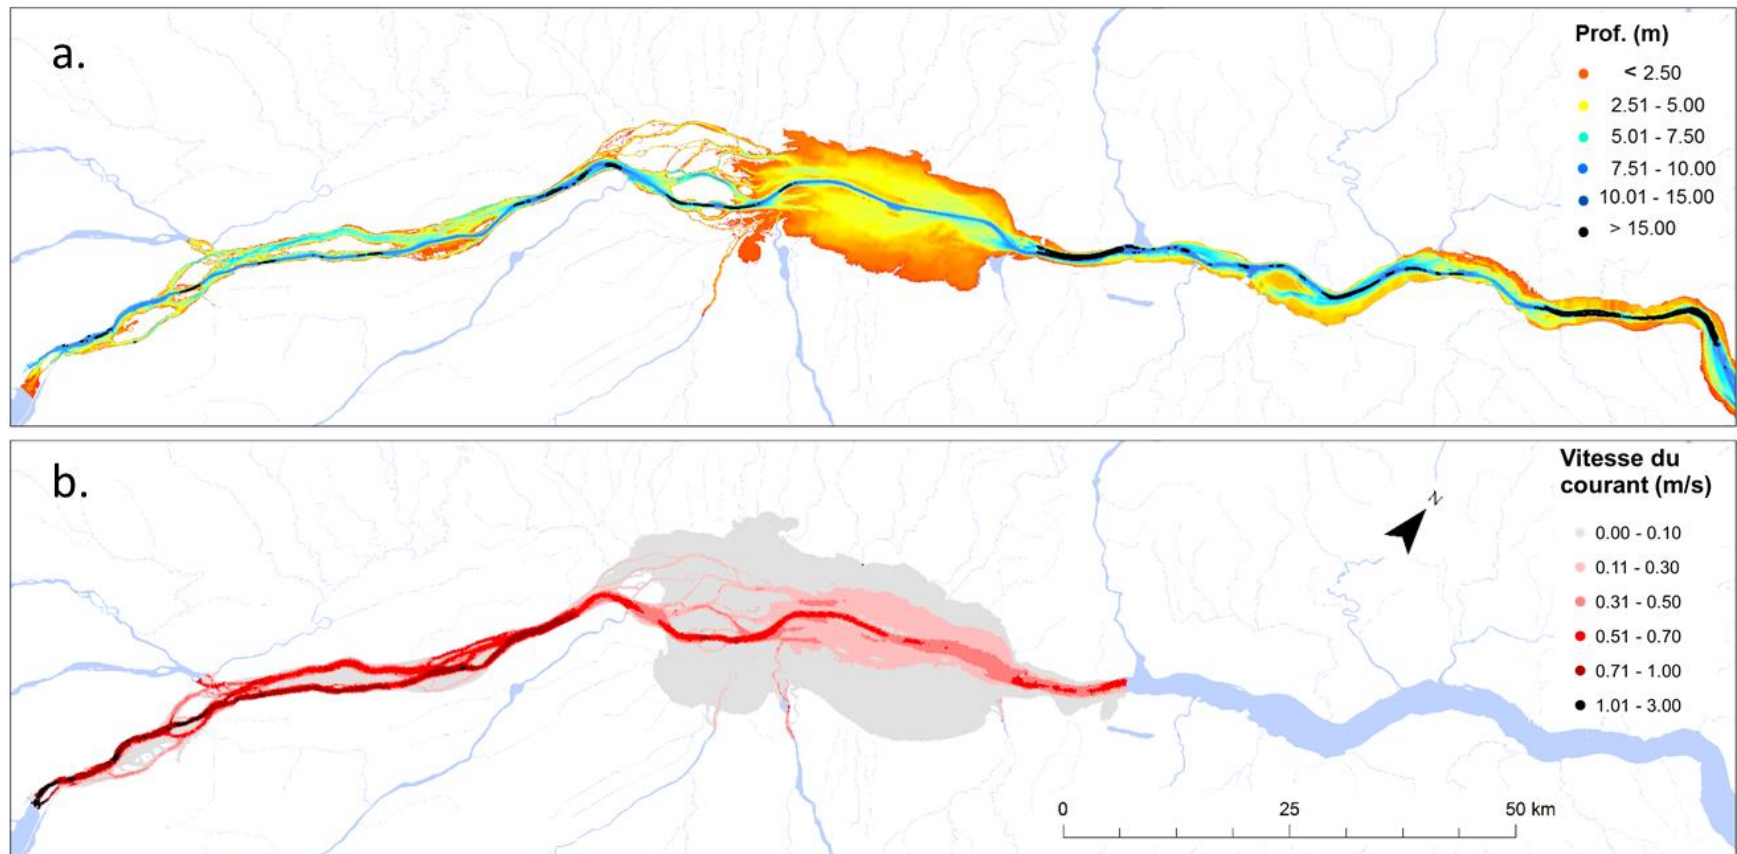 a.
Prof. (m)
< 2.50
2.51 - 5.00
5.01 - 7.50
7.51 - 10.00
10.01 - 15.00
> 15.00
b.
Vitesse du
courant (m/s)
N
0.00 - 0.10
0.11 - 0.30
0.31 - 0.50
0.51 - 0.70
0.71 - 1.00
1.01 - 3.00
0 25 50 km